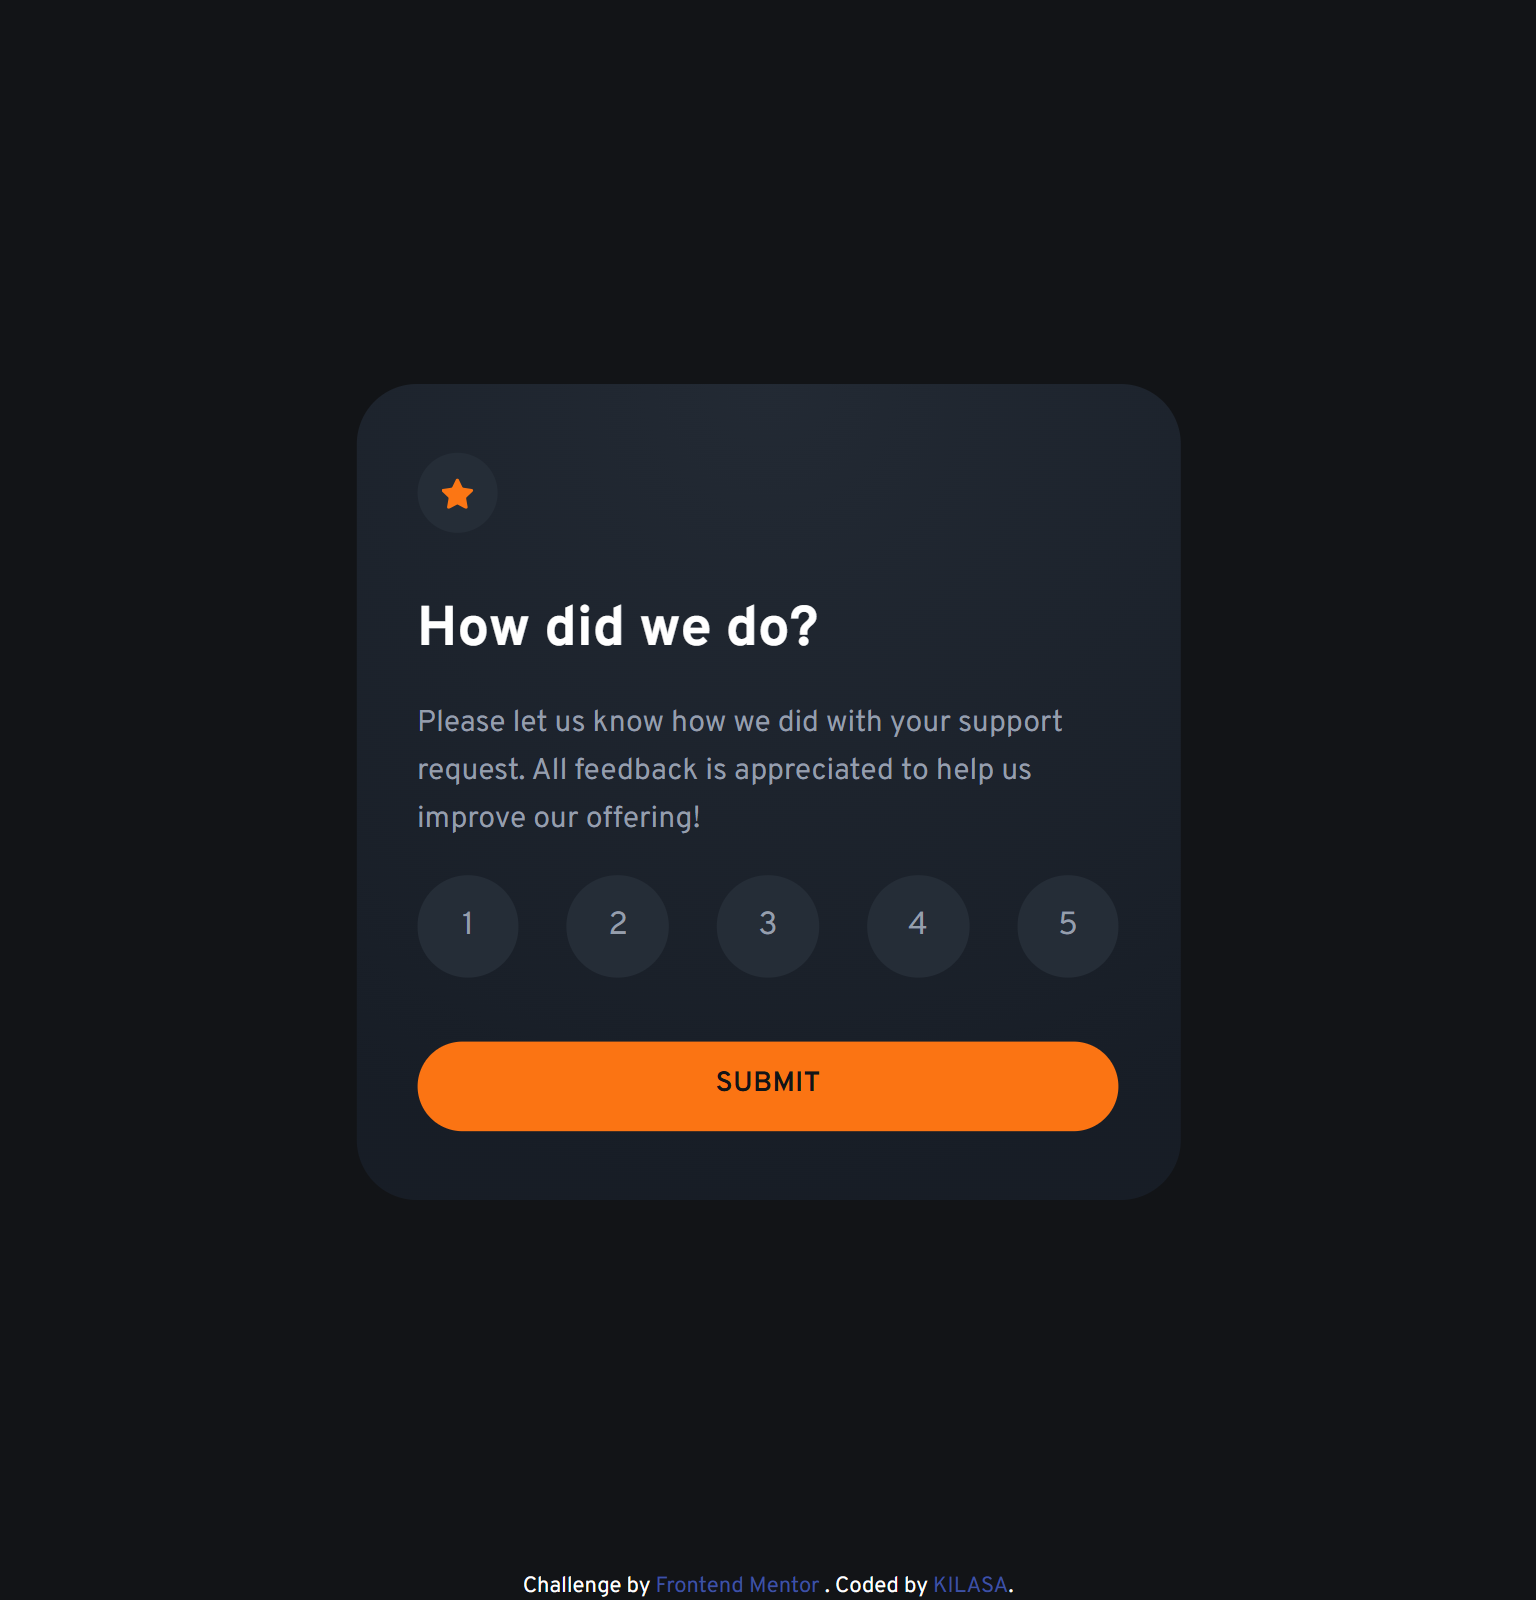 How did we do?
Please let us know how we did with your support
request. All feedback is appreciated to help us
improve our offering!
1 2 3 4 5
SUBMIT
Challenge by Frontend Mentor . Coded by KILASA.